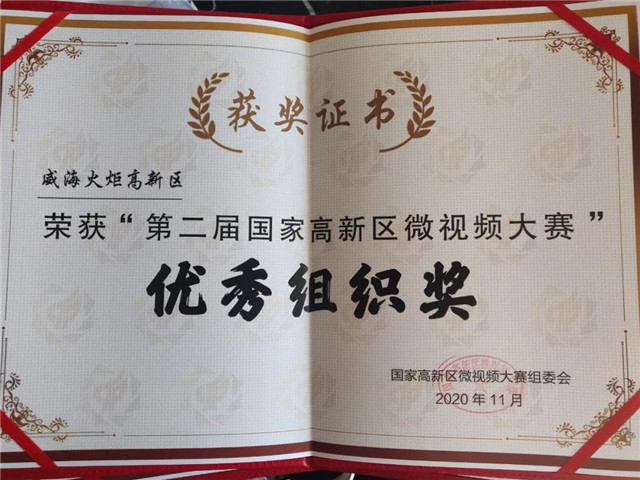 获奖证书
威海火炬高新区
荣获“第二届国家高新区微视频大赛”
优秀组织奖
国家高新区微视频大赛组委会
2020年11月